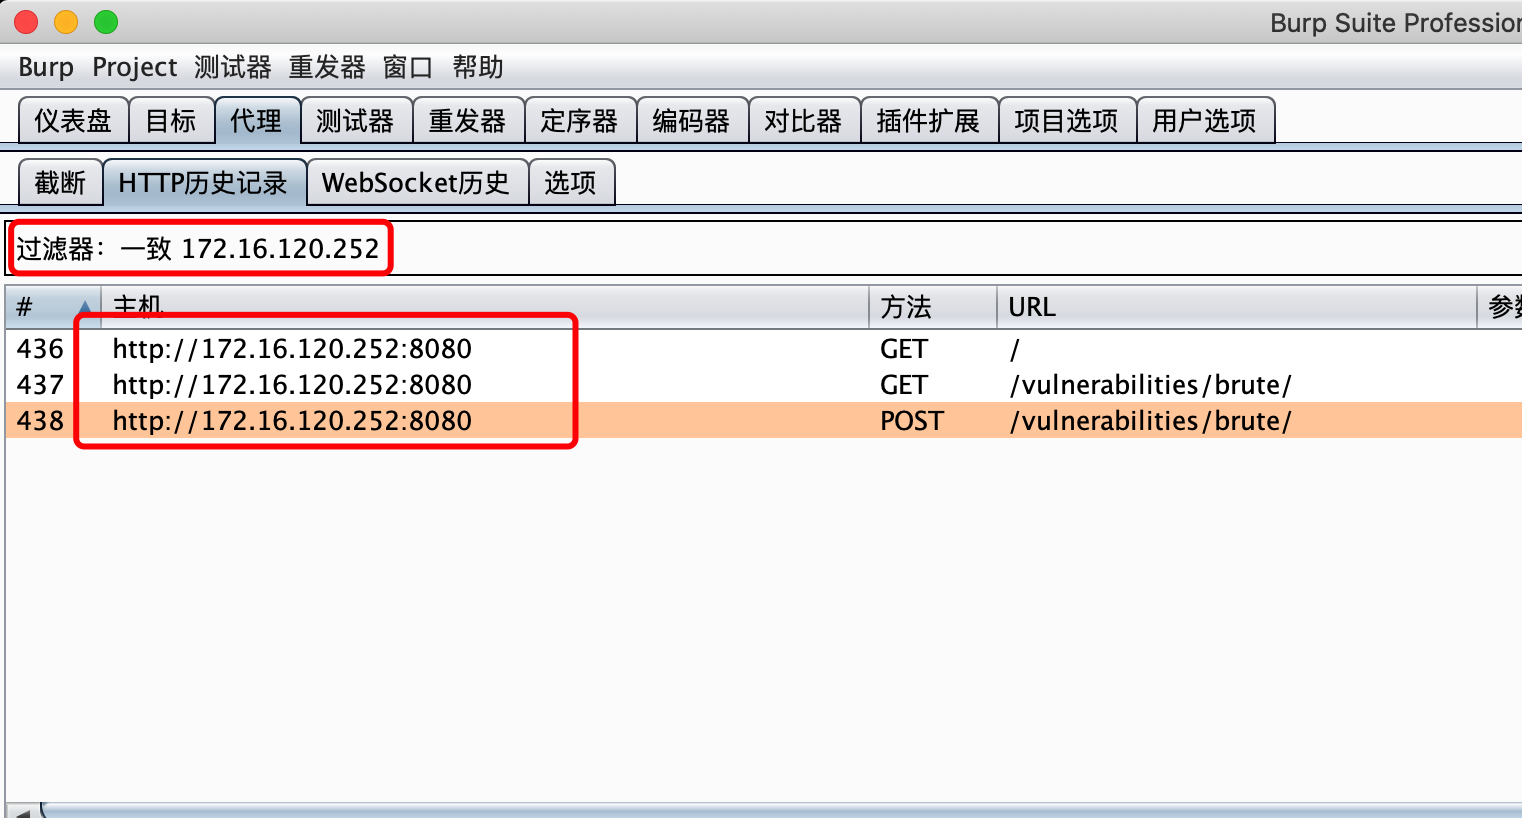 Burp Suite Profession
Burp Project 测试器 重发器 窗口 帮助
仪表盘 目标 代理 测试器 重发器 定序器 编码器 对比器 插件扩展 项目选项 用户选项
截断 HTTP历史记录 WebSocket历史 选项
过滤器：一致 172.16.120.252
# 主机 方法 URL 参数
436 http://172.16.120.252:8080 GET /
437 http://172.16.120.252:8080 GET /vulnerabilities/brute/
438 http://172.16.120.252:8080 POST /vulnerabilities/brute/